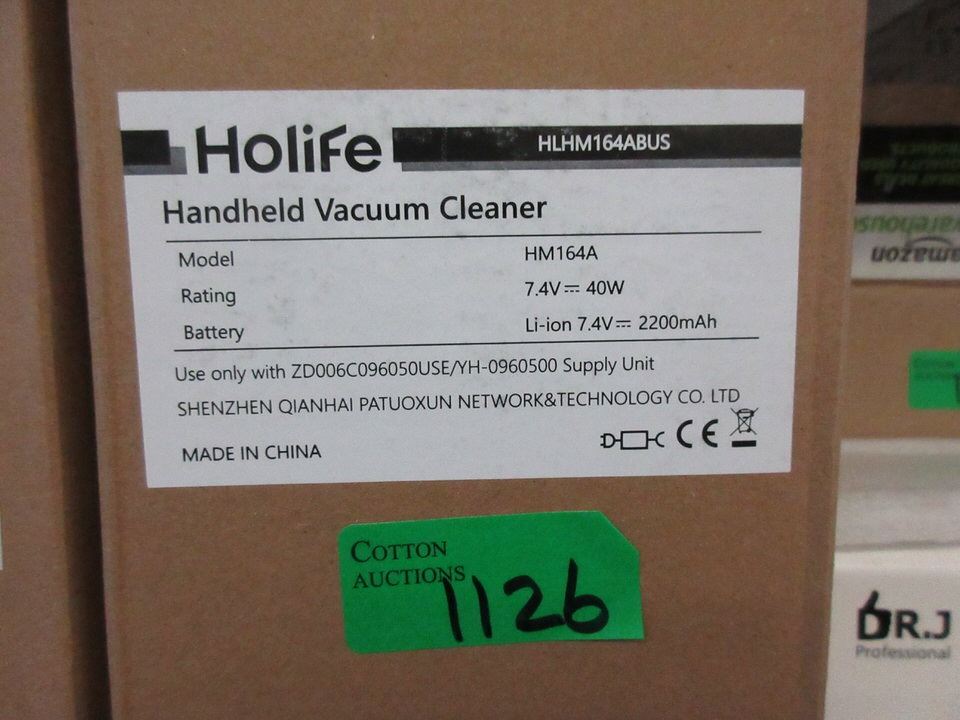 Holife
HLHM164ABUS
Handheld Vacuum Cleaner
Model HM164A
Rating 7.4V⎓ 40W
Battery Li-ion 7.4V⎓ 2200mAh
Use only with ZD006C096050USE/YH-0960500 Supply Unit
SHENZHEN QIANHAI PATUOXUN NETWORK&TECHNOLOGY CO. LTD
MADE IN CHINA
CE
COTTON
AUCTIONS
1126
warehouse
amazon
DR.J
Professional